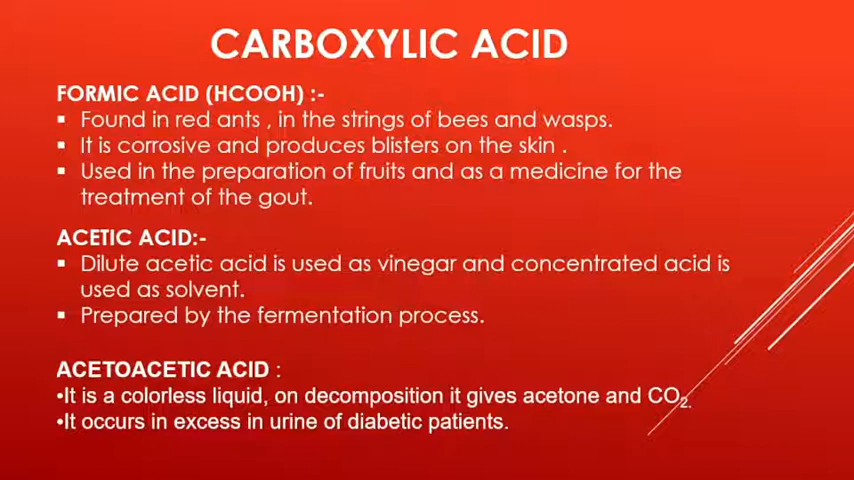 CARBOXYLIC ACID
FORMIC ACID (HCOOH) :-
▪ Found in red ants , in the strings of bees and wasps.
▪ It is corrosive and produces blisters on the skin .
▪ Used in the preparation of fruits and as a medicine for the
treatment of the gout.
ACETIC ACID:-
▪ Dilute acetic acid is used as vinegar and concentrated acid is
used as solvent.
▪ Prepared by the fermentation process.
ACETOACETIC ACID :
•It is a colorless liquid, on decomposition it gives acetone and CO₂.
•It occurs in excess in urine of diabetic patients.